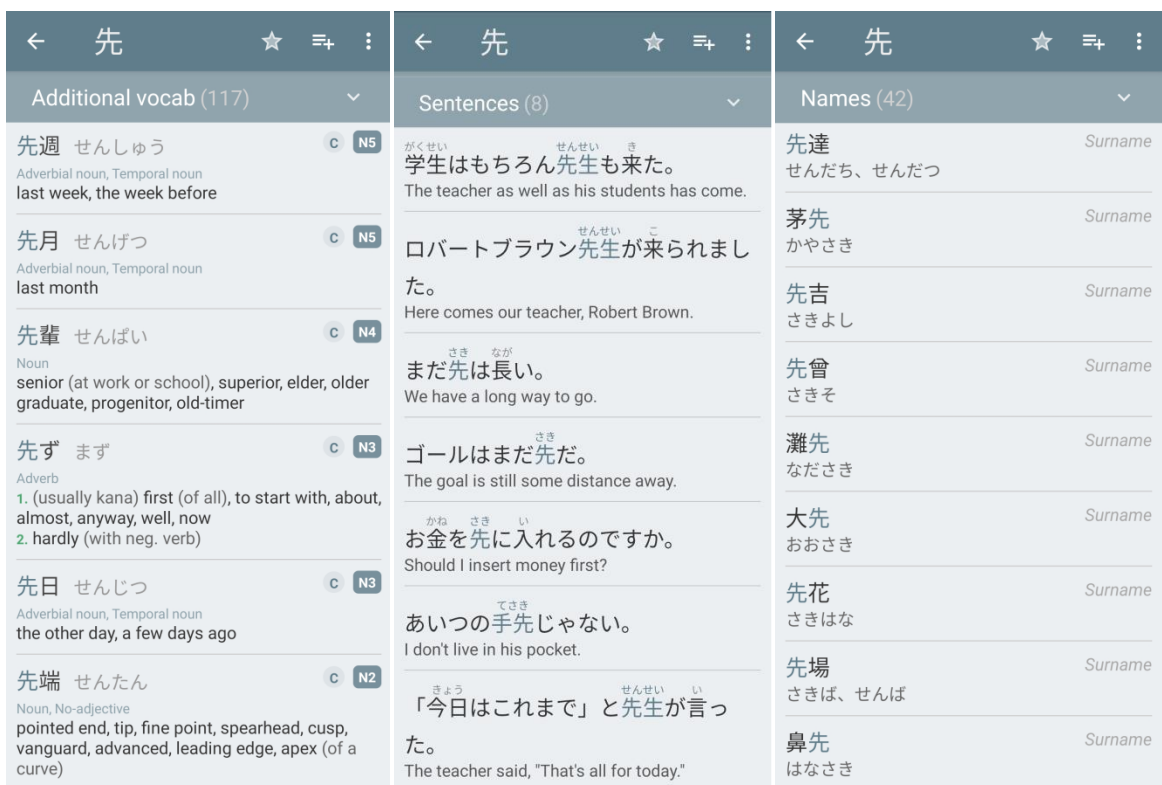 先
Additional vocab (117)
先週 せんしゅう C N5
Adverbial noun, Temporal noun
last week, the week before
先月 せんげつ C N5
Adverbial noun, Temporal noun
last month
先輩 せんぱい C N4
Noun
senior (at work or school), superior, elder, older
graduate, progenitor, old-timer
先ず まず C N3
Adverb
1. (usually kana) first (of all), to start with, about,
almost, anyway, well, now
2. hardly (with neg. verb)
先日 せんじつ C N3
Adverbial noun, Temporal noun
the other day, a few days ago
先端 せんたん C N2
Noun, No-adjective
pointed end, tip, fine point, spearhead, cusp,
vanguard, advanced, leading edge, apex (of a
curve)
先
Sentences (8)
がくせい せんせい き
学生はもちろん先生も来た。
The teacher as well as his students has come.
せんせい こ
ロバートブラウン先生が来られまし
た。
Here comes our teacher, Robert Brown.
さき なが
まだ先は長い。
We have a long way to go.
さき
ゴールはまだ先だ。
The goal is still some distance away.
かね さき い
お金を先に入れるのですか。
Should I insert money first?
てさき
あいつの手先じゃない。
I don't live in his pocket.
きょう せんせい い
「今日はこれまで」と先生が言っ
た。
The teacher said, "That's all for today."
先
Names (42)
先達 Surname
せんだち、せんだつ
茅先 Surname
かやさき
先吉 Surname
さきよし
先曾 Surname
さきそ
灘先 Surname
なださき
大先 Surname
おおさき
先花 Surname
さきはな
先場 Surname
さきば、せんば
鼻先 Surname
はなさき